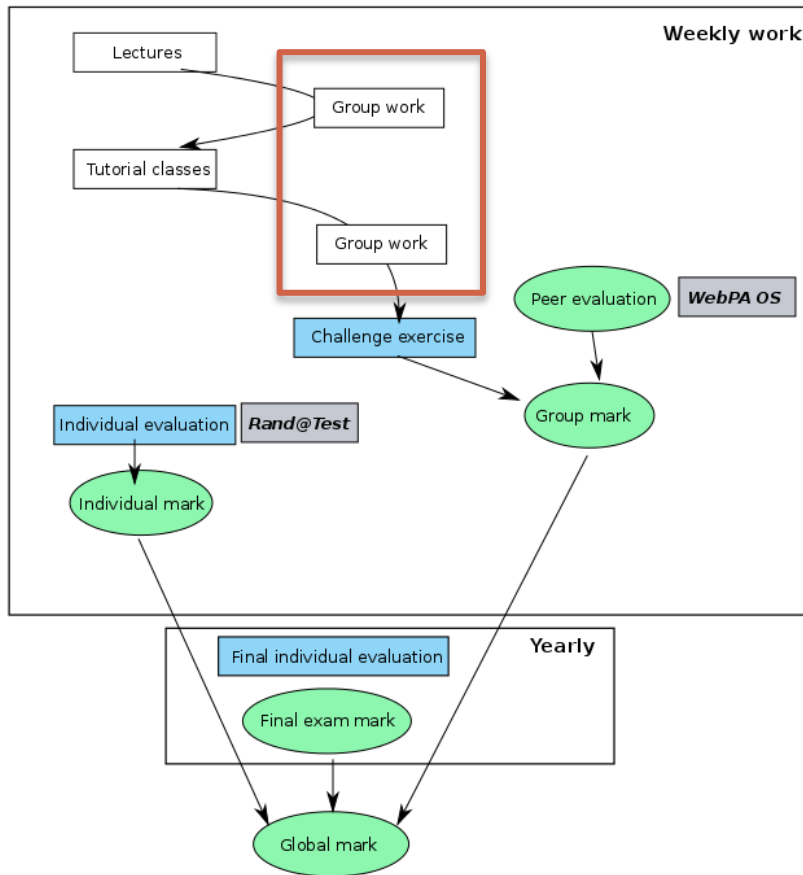 Weekly work
Lectures
Group work
Tutorial classes
Group work
Peer evaluation
WebPA OS
Challenge exercise
Group mark
Individual evaluation
Rand@Test
Individual mark
Yearly
Final individual evaluation
Final exam mark
Global mark